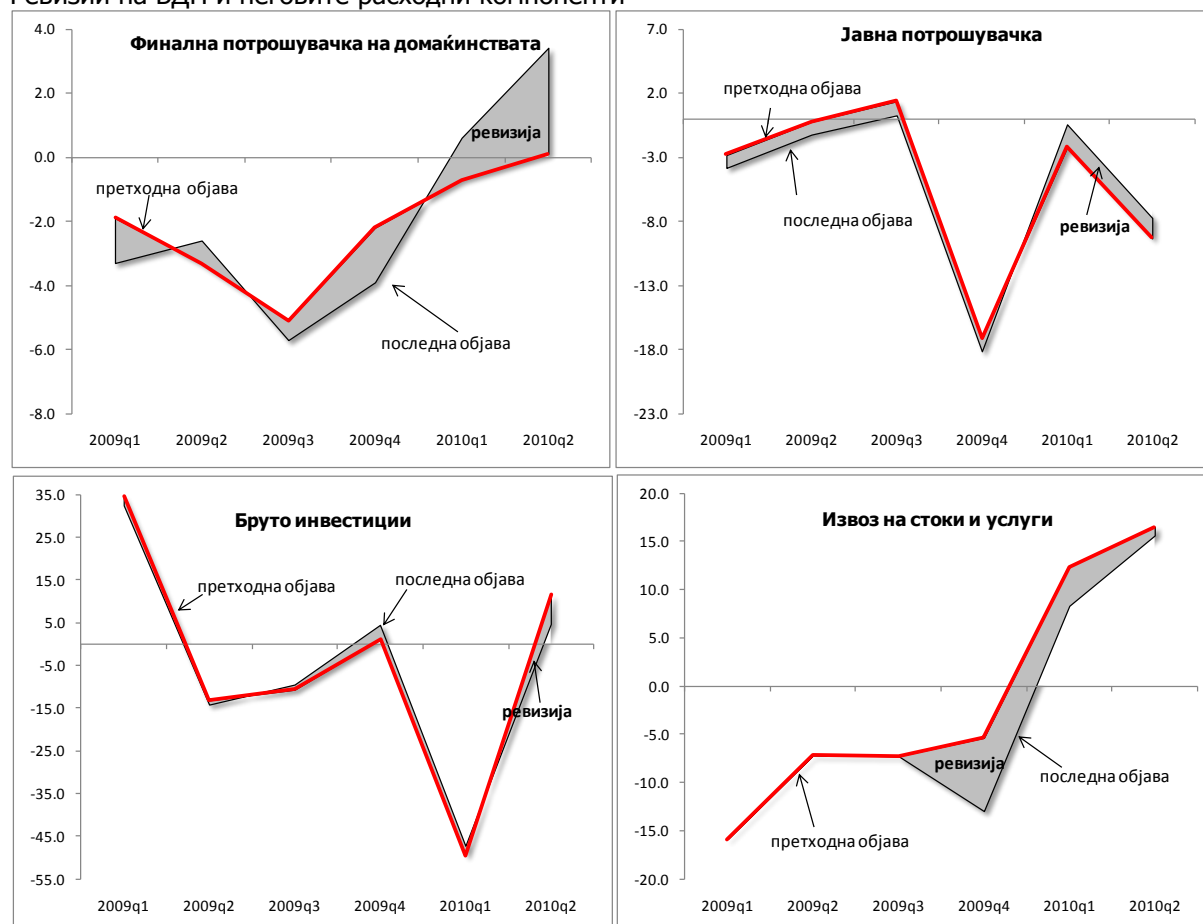 Ревизии на БДП и неговите расходни компоненти
Финална потрошувачка на домаќинствата
4.0
2.0
0.0
-2.0
-4.0
-6.0
-8.0
ревизија
претходна објава
последна објава
2009q1 2009q2 2009q3 2009q4 2010q1 2010q2
Јавна потрошувачка
7.0
2.0
-3.0
-8.0
-13.0
-18.0
-23.0
претходна објава
последна објава
ревизија
2009q1 2009q2 2009q3 2009q4 2010q1 2010q2
Бруто инвестиции
35.0
25.0
15.0
5.0
-5.0
-15.0
-25.0
-35.0
-45.0
-55.0
претходна објава
последна објава
ревизија
2009q1 2009q2 2009q3 2009q4 2010q1 2010q2
Извоз на стоки и услуги
20.0
15.0
10.0
5.0
0.0
-5.0
-10.0
-15.0
-20.0
ревизија
последна објава
претходна објава
2009q1 2009q2 2009q3 2009q4 2010q1 2010q2